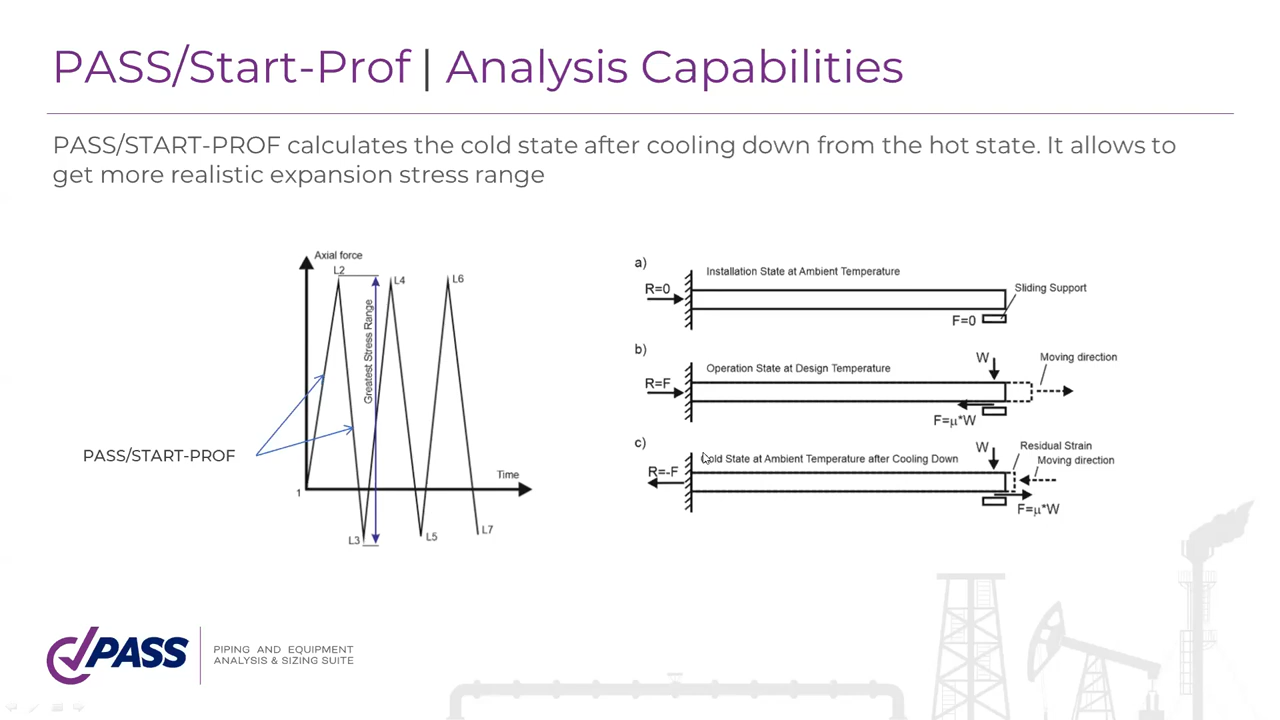 PASS/Start-Prof | Analysis Capabilities
PASS/START-PROF calculates the cold state after cooling down from the hot state. It allows to
get more realistic expansion stress range
Axial force
L2
L4
L6
Greatest Stress Range
PASS/START-PROF
Time
1
L3
L5
L7
a)
Installation State at Ambient Temperature
R=0
Sliding Support
F=0
b)
Operation State at Design Temperature
W
Moving direction
R=F
F=μ*W
c)
Cold State at Ambient Temperature after Cooling Down
W
Residual Strain
Moving direction
R=-F
F=μ*W
PASS
PIPING AND EQUIPMENT
ANALYSIS & SIZING SUITE